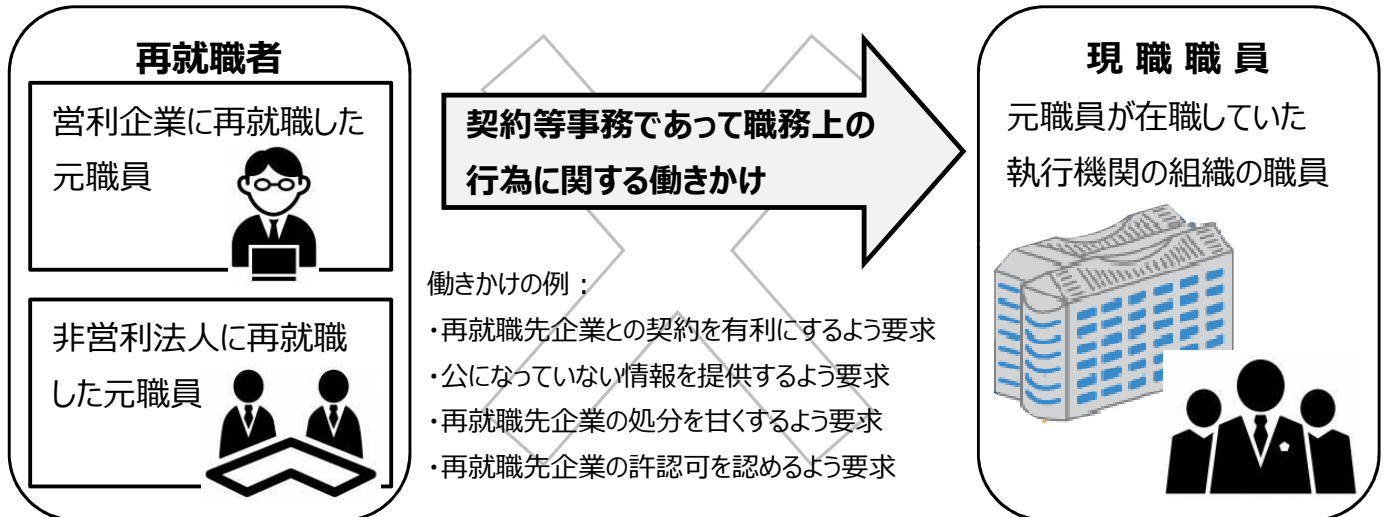 再就職者
営利企業に再就職した
元職員
非営利法人に再就職
した元職員
契約等事務であって職務上の
行為に関する働きかけ
働きかけの例：
・再就職先企業との契約を有利にするよう要求
・公になっていない情報を提供するよう要求
・再就職先企業の処分を甘くするよう要求
・再就職先企業の許認可を認めるよう要求
現 職 職 員
元職員が在職していた
執行機関の組織の職員